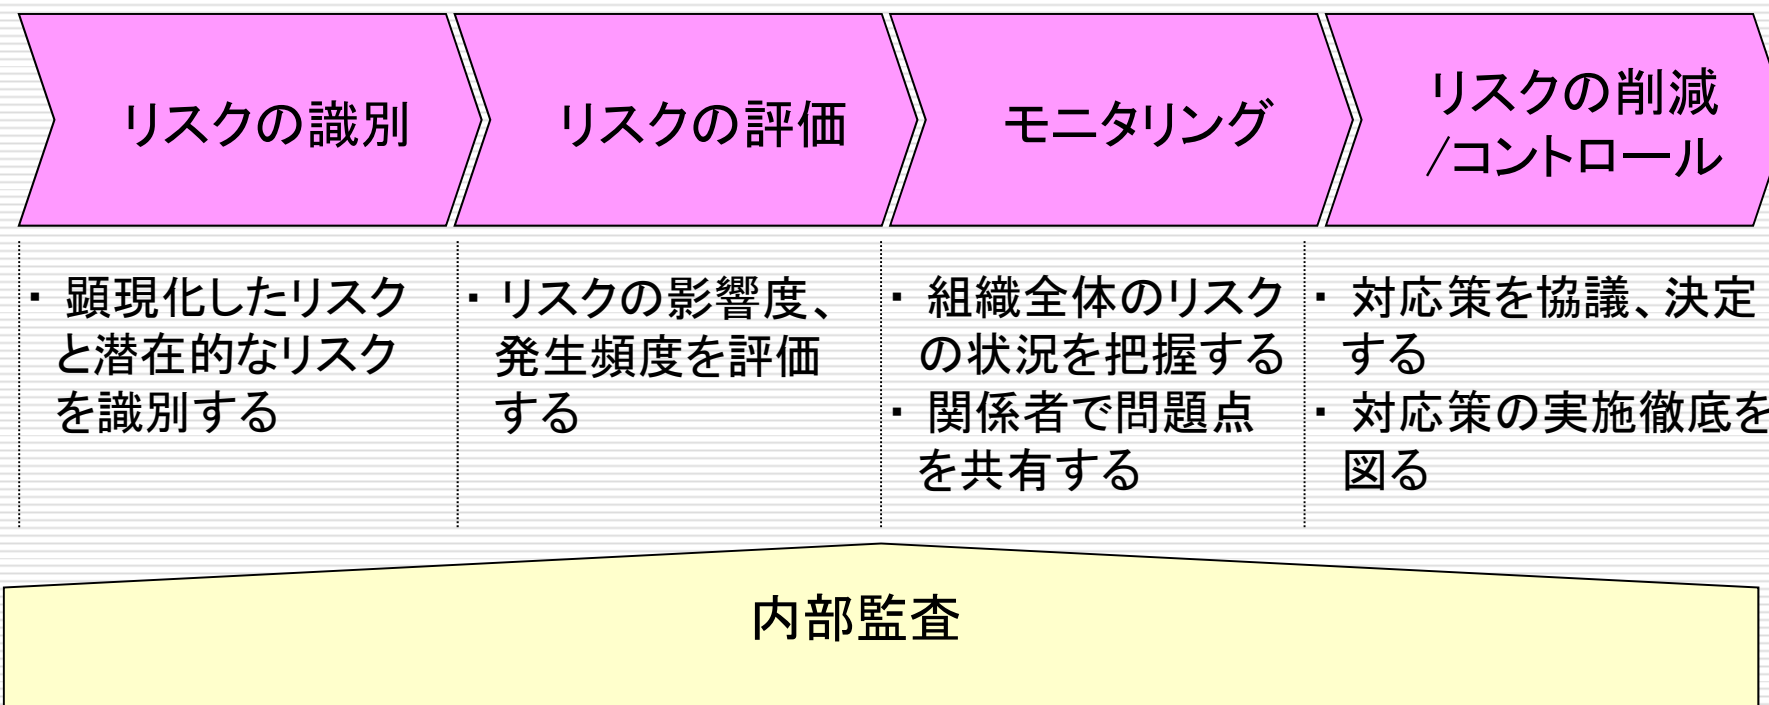 リスクの識別
リスクの評価
モニタリング
リスクの削減
/コントロール
・ 顕現化したリスク
と潜在的なリスク
を識別する
・ リスクの影響度、
発生頻度を評価
する
・ 組織全体のリスク
の状況を把握する
・ 関係者で問題点
を共有する
・ 対応策を協議、決定
する
・ 対応策の実施徹底を
図る
内部監査